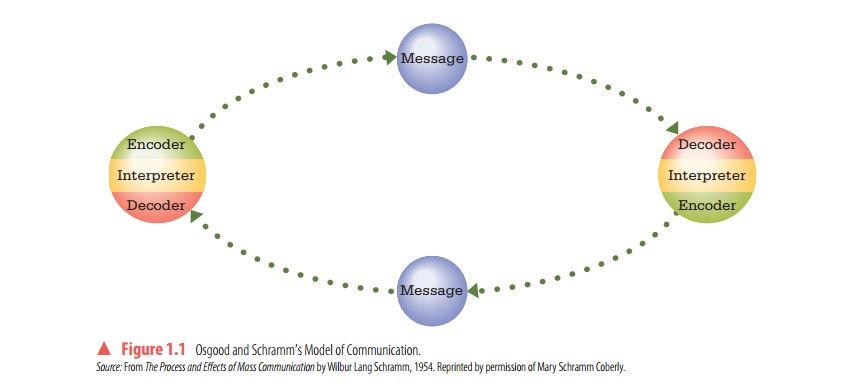 Message
Encoder
Interpreter
Decoder
Decoder
Interpreter
Encoder
Message
▲ Figure 1.1 Osgood and Schramm's Model of Communication.
Source: From The Process and Effects of Mass Communication by Wilbur Lang Schramm, 1954. Reprinted by permission of Mary Schramm Coberly.